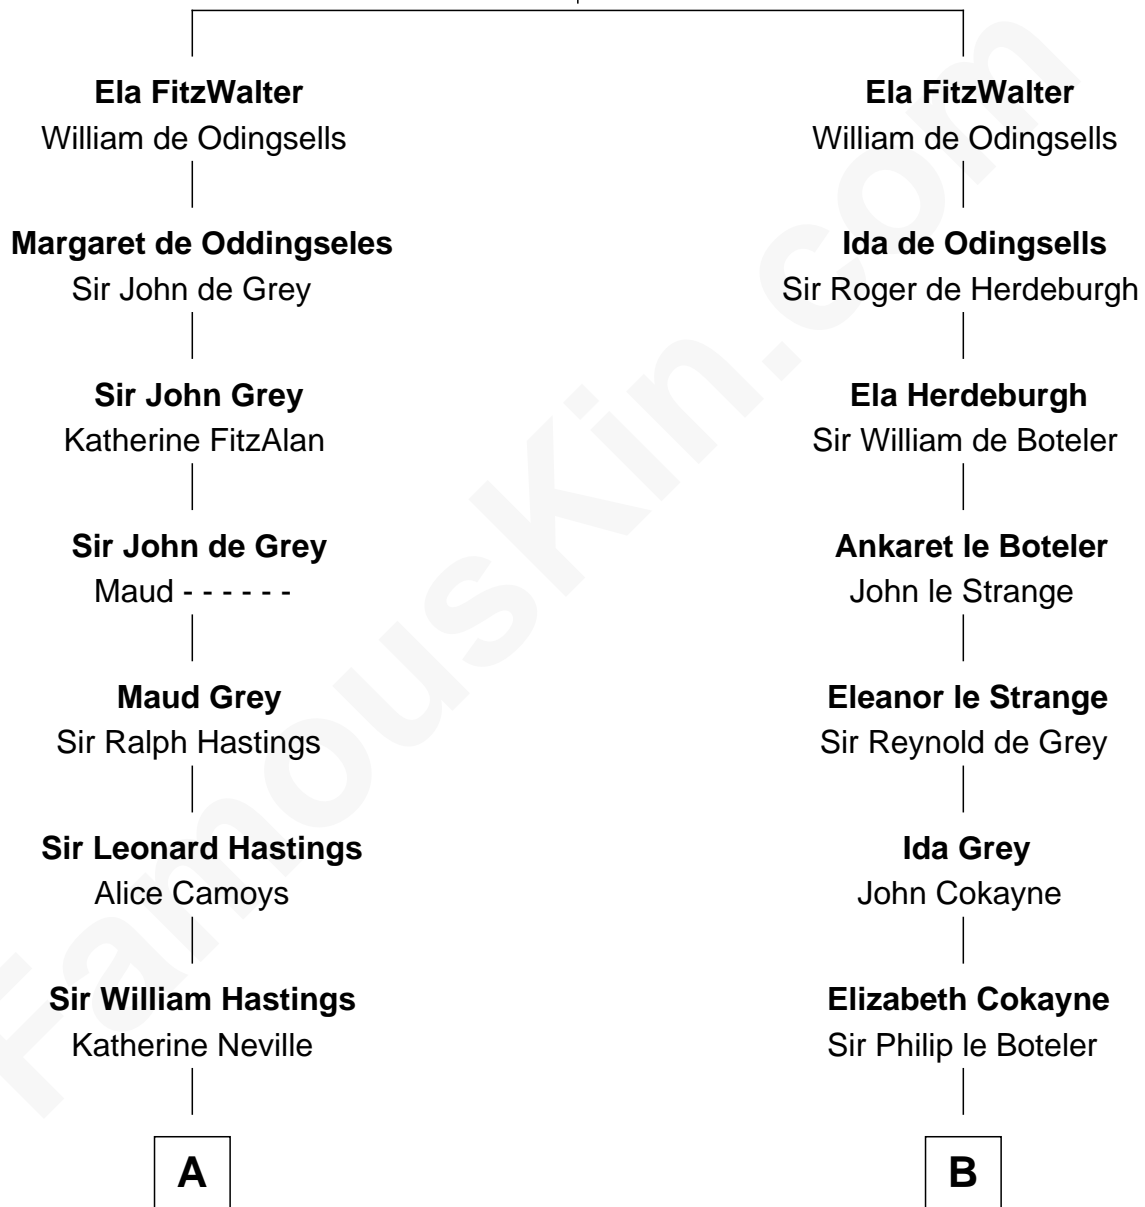 Ela FitzWalter
William de Odingsells
Margaret de Oddingseles
Sir John de Grey
Sir John Grey
Katherine FitzAlan
Sir John de Grey
Maud - - - - - -
Maud Grey
Sir Ralph Hastings
Sir Leonard Hastings
Alice Camoys
Sir William Hastings
Katherine Neville
A
Ela FitzWalter
William de Odingsells
Ida de Odingsells
Sir Roger de Herdeburgh
Ela Herdeburgh
Sir William de Boteler
Ankaret le Boteler
John le Strange
Eleanor le Strange
Sir Reynold de Grey
Ida Grey
John Cokayne
Elizabeth Cokayne
Sir Philip le Boteler
B
FamousKin.com